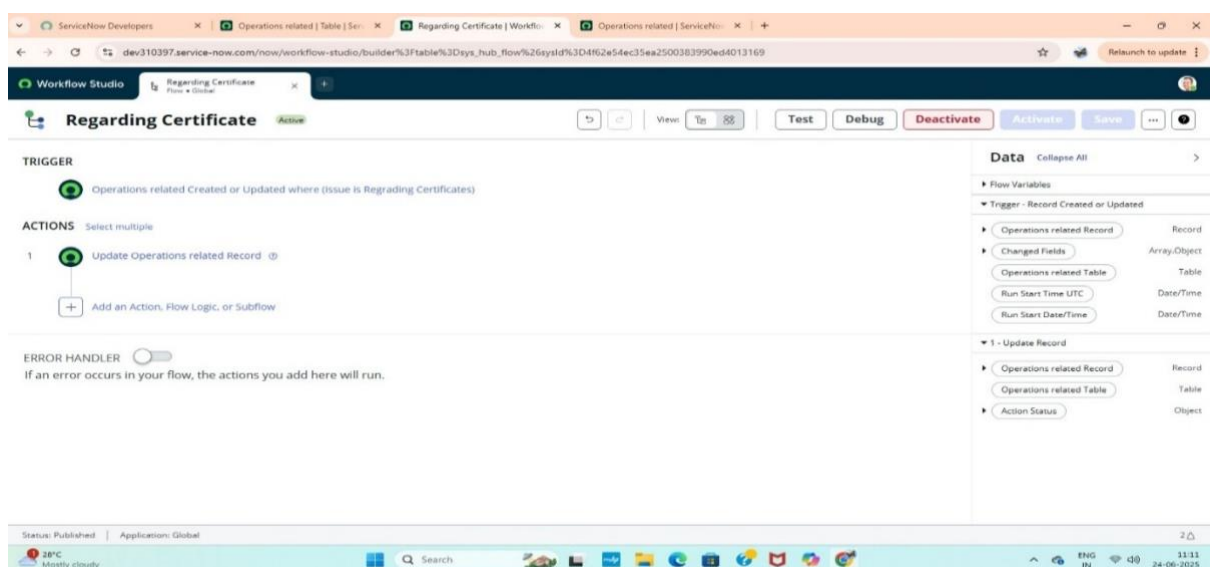 ServiceNow Developers
Operations related | Table | Ser
Regarding Certificate | Workflo
Operations related | ServiceNo
dev310397.service-now.com/now/workflow-studio/builder%3Ftable%3Dsys_hub_flow%26sysId%3D4f62e54ec35ea2500383990ed4013169
Relaunch to update
Workflow Studio
Regarding Certificate
Flow • Global
Regarding Certificate Active View: Test Debug Deactivate Activate Save
TRIGGER
Operations related Created or Updated where (Issue is Regrading Certificates)
ACTIONS Select multiple
1 Update Operations related Record
Add an Action, Flow Logic, or Subflow
ERROR HANDLER
If an error occurs in your flow, the actions you add here will run.
Data Collapse All
Flow Variables
Trigger - Record Created or Updated
Operations related Record Record
Changed Fields Array.Object
Operations related Table Table
Run Start Time UTC Date/Time
Run Start Date/Time Date/Time
1 - Update Record
Operations related Record Record
Operations related Table Table
Action Status Object
Status: Published | Application: Global 2
1 28°C
Mostly cloudy
Search
ENG
IN
11:11
24-06-2025